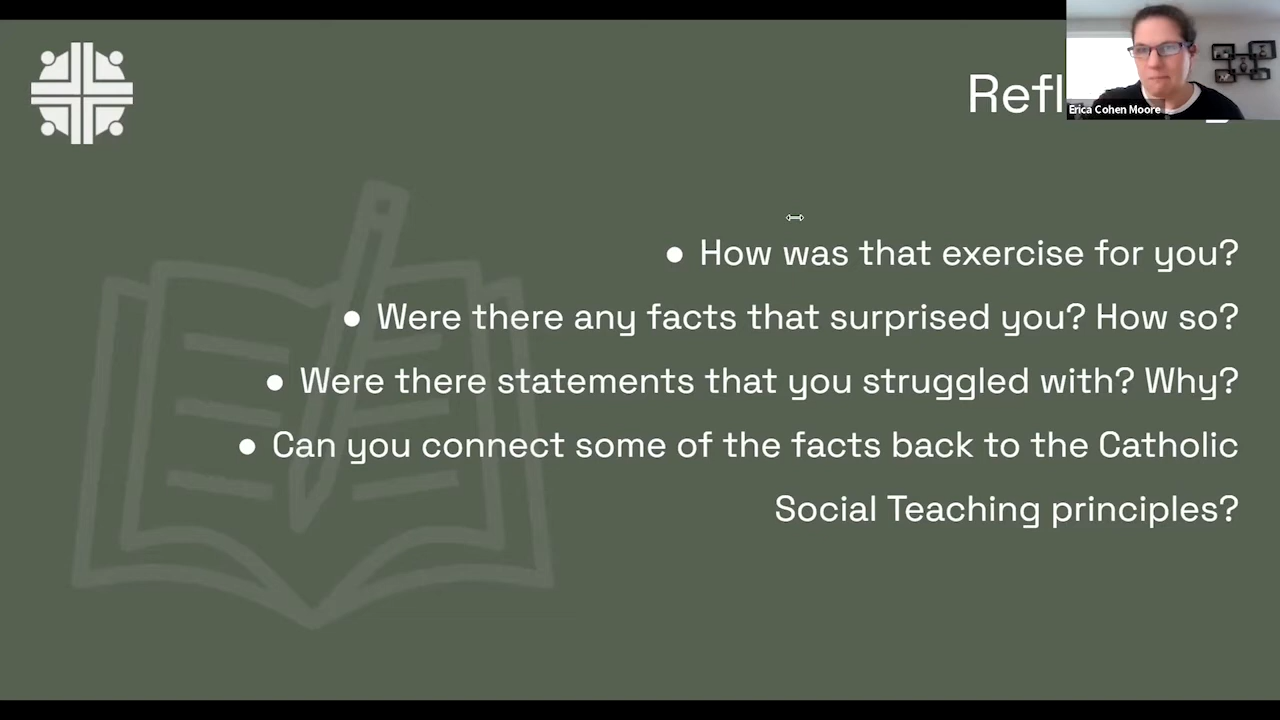 Erica Cohen Moore
● How was that exercise for you?
● Were there any facts that surprised you? How so?
● Were there statements that you struggled with? Why?
● Can you connect some of the facts back to the Catholic
Social Teaching principles?